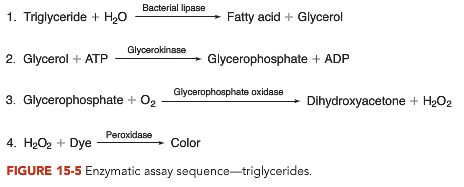 Bacterial lipase
1. Triglyceride + H₂O → Fatty acid + Glycerol
Glycerokinase
2. Glycerol + ATP → Glycerophosphate + ADP
Glycerophosphate oxidase
3. Glycerophosphate + O₂ → Dihydroxyacetone + H₂O₂
Peroxidase
4. H₂O₂ + Dye → Color
FIGURE 15-5 Enzymatic assay sequence—triglycerides.